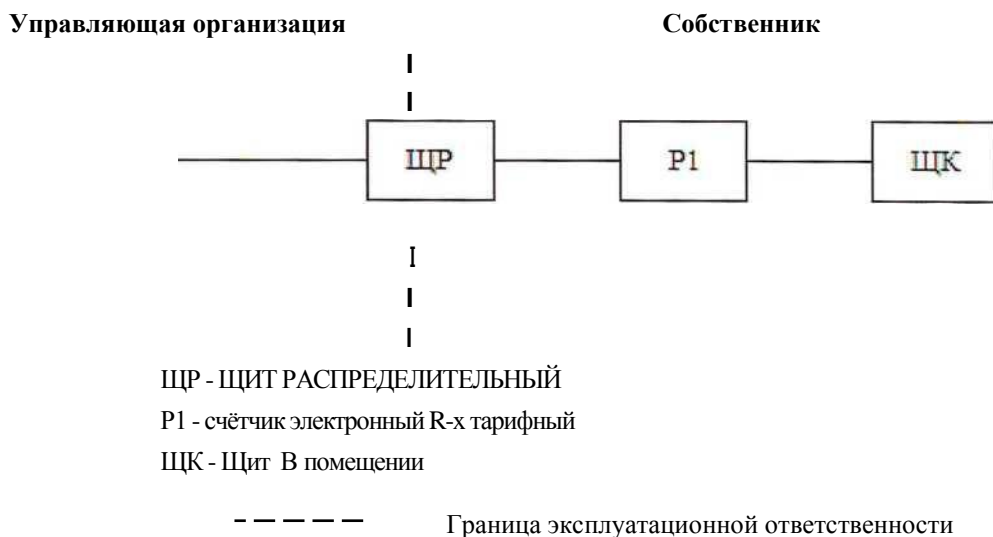 Управляющая организация Собственник
ЩР Р1 ЩК
ЩР - ЩИТ РАСПРЕДЕЛИТЕЛЬНЫЙ
Р1 - счётчик электронный R-х тарифный
ЩК - Щит В помещении
Граница эксплуатационной ответственности